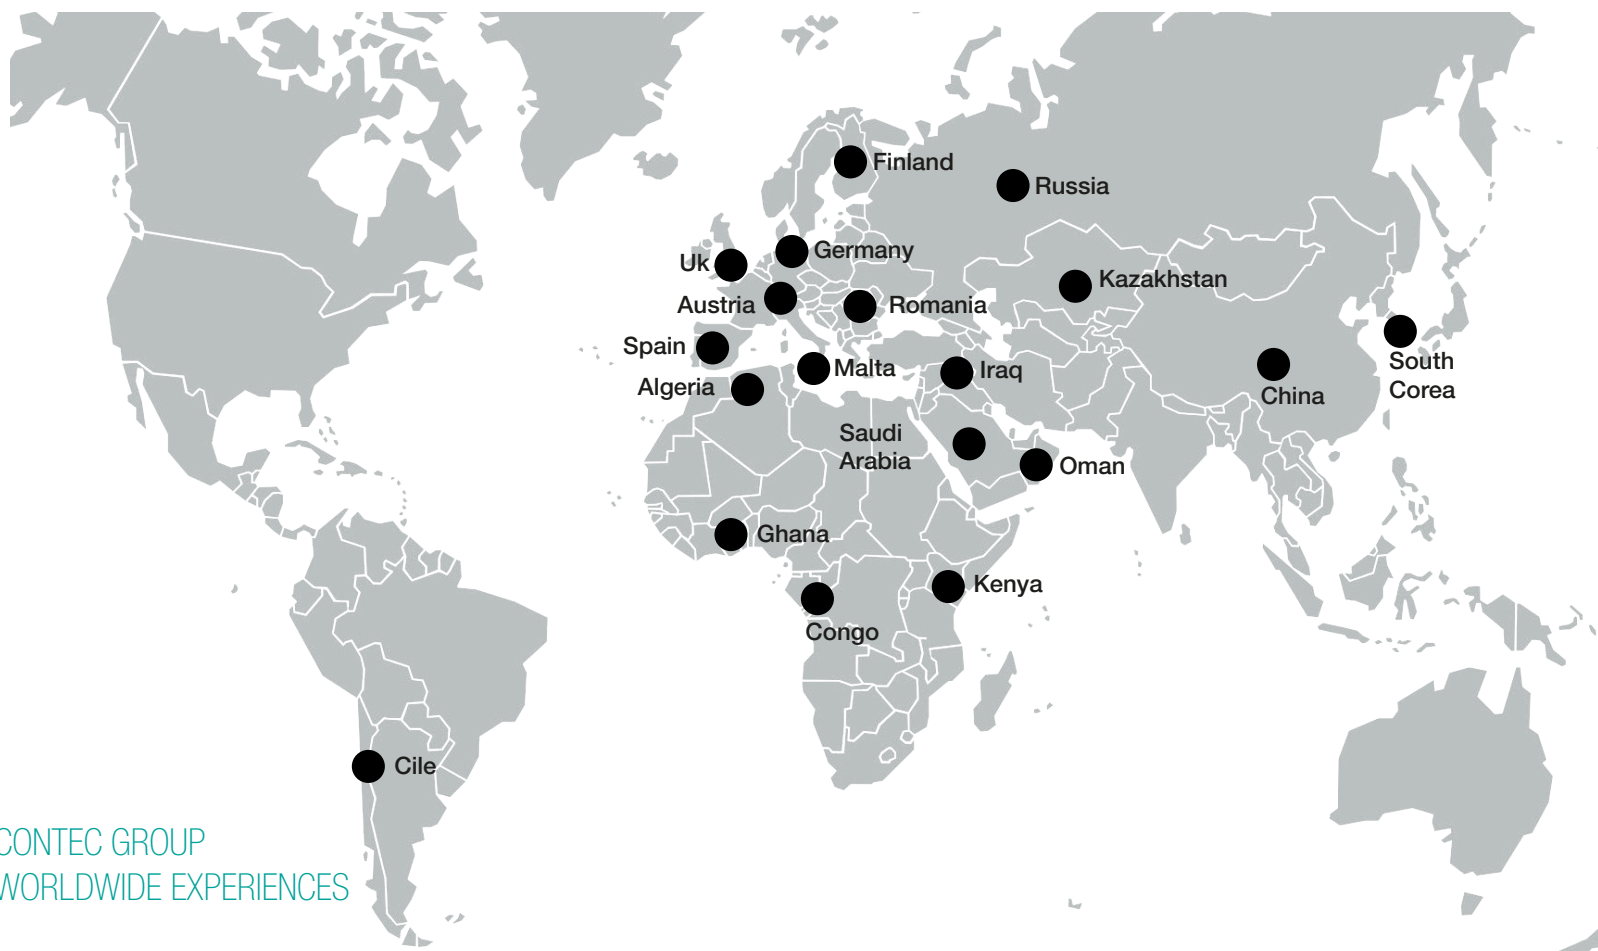 Finland
Russia
Germany
Uk
Kazakhstan
Austria
Romania
Spain
Malta
Iraq
South
Corea
Algeria
China
Saudi
Arabia
Oman
Ghana
Kenya
Congo
Cile
CONTEC GROUP
WORLDWIDE EXPERIENCES